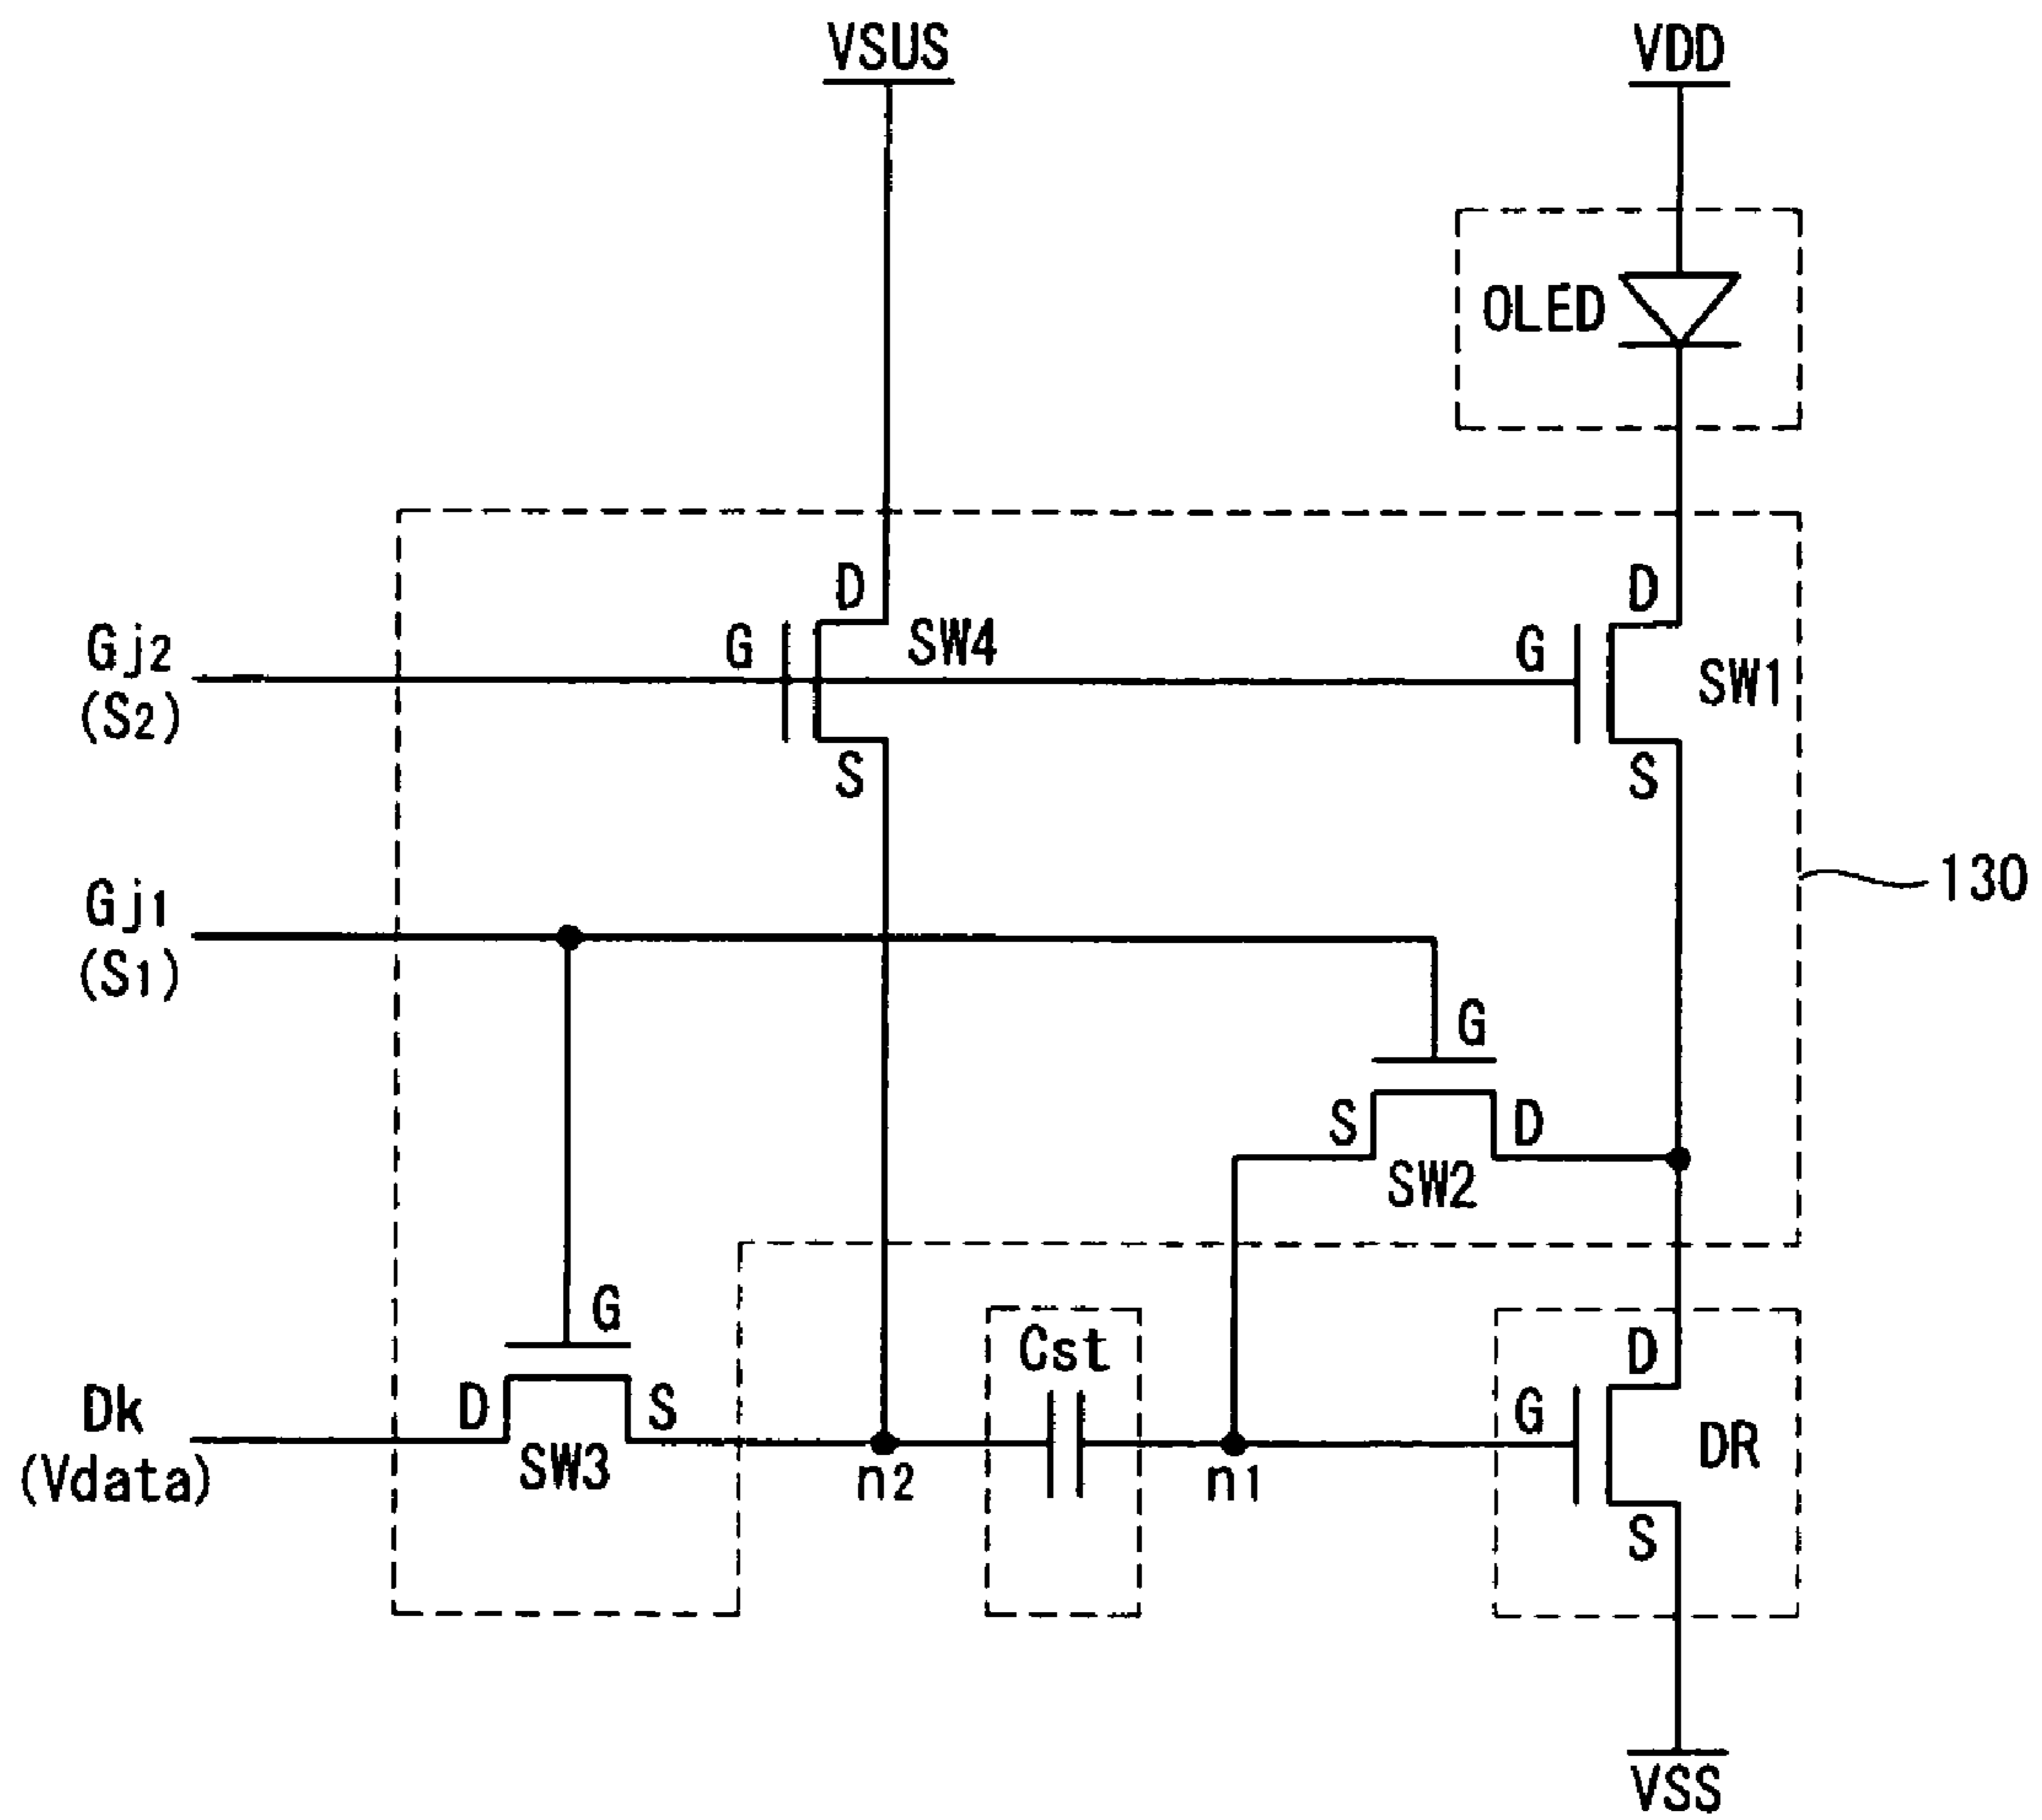 VSUS
VDD
OLED
D
D
Gj2
G
SW4
G
SW1
(S2)
S
S
Gj1
130
(S1)
G
S
D
SW2
G
Cst
D
Dk
D
S
G
DR
(Vdata)
SW3
n2
n1
S
VSS